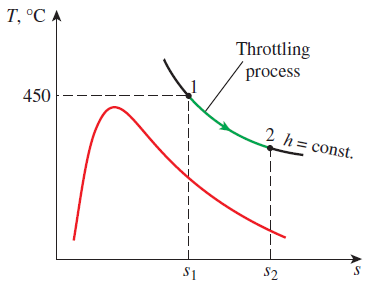 T, °C
Throttling
process
450
1
2
h = const.
s₁
s₂
s